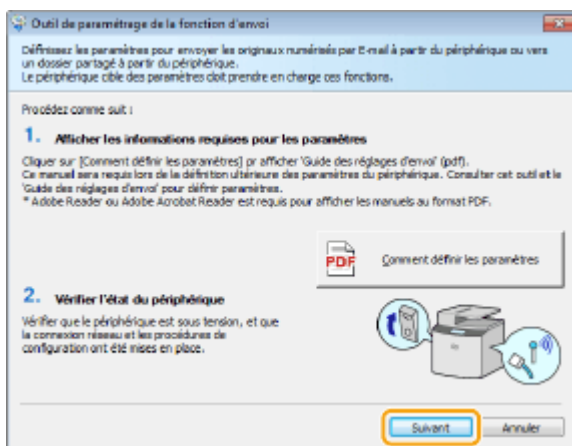 Outil de paramétrage de la fonction d'envoi
Définissez les paramètres pour envoyer les originaux numérisés par E-mail à partir du périphérique ou vers
un dossier partagé à partir du périphérique.
Le périphérique cible des paramètres doit prendre en charge ces fonctions.
Procédez comme suit :
1. Afficher les informations requises pour les paramètres
Cliquer sur [Comment définir les paramètres] pr afficher 'Guide des réglages d'envoi' (pdf).
Ce manuel sera requis lors de la définition ultérieure des paramètres du périphérique. Consulter cet outil et le
'Guide des réglages d'envoi' pour définir paramètres.
* Adobe Reader ou Adobe Acrobat Reader est requis pour afficher les manuels au format PDF.
PDF
Comment définir les paramètres
2. Vérifier l'état du périphérique
Vérifier que le périphérique est sous tension, et que
la connexion réseau et les procédures de
configuration ont été mises en place.
Suivant
Annuler